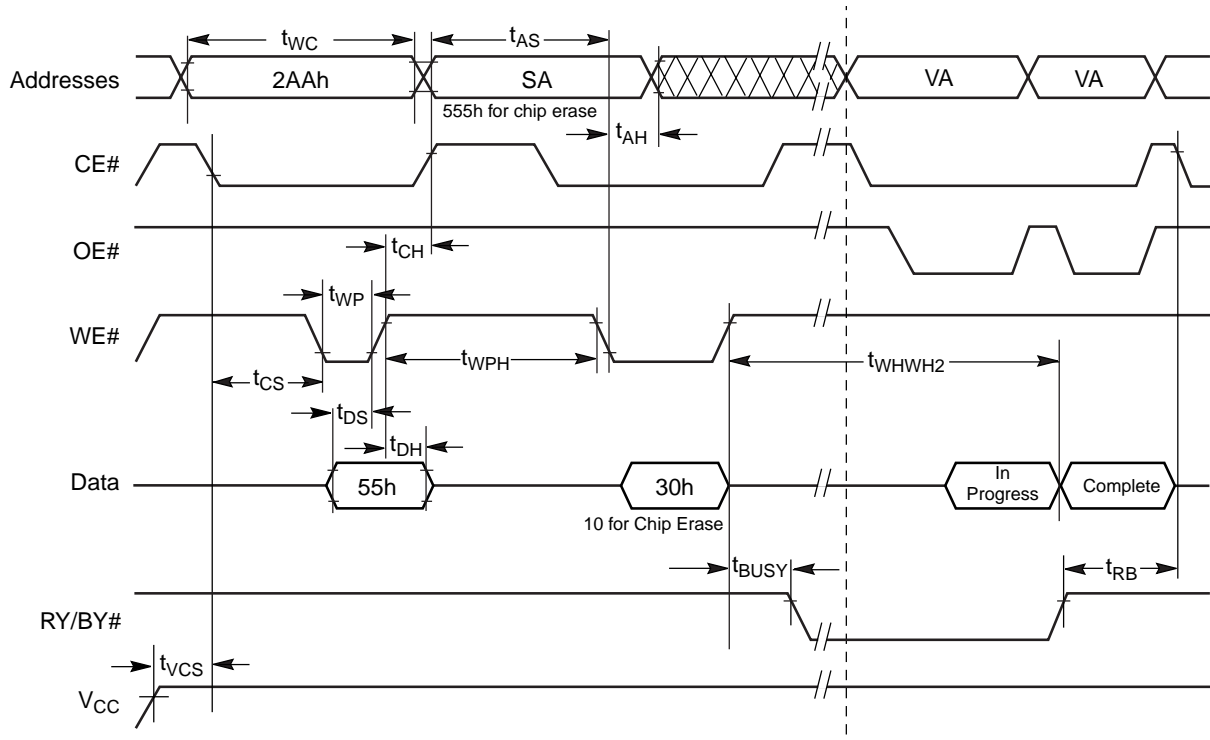 tWC
tAS
Addresses
2AAh
SA
VA
VA
555h for chip erase
tAH
CE#
OE#
tCH
tWP
WE#
tWPH
tWHWH2
tCS
tDS
tDH
Data
55h
30h
In
Progress
Complete
10 for Chip Erase
tBUSY
tRB
RY/BY#
tVCS
VCC